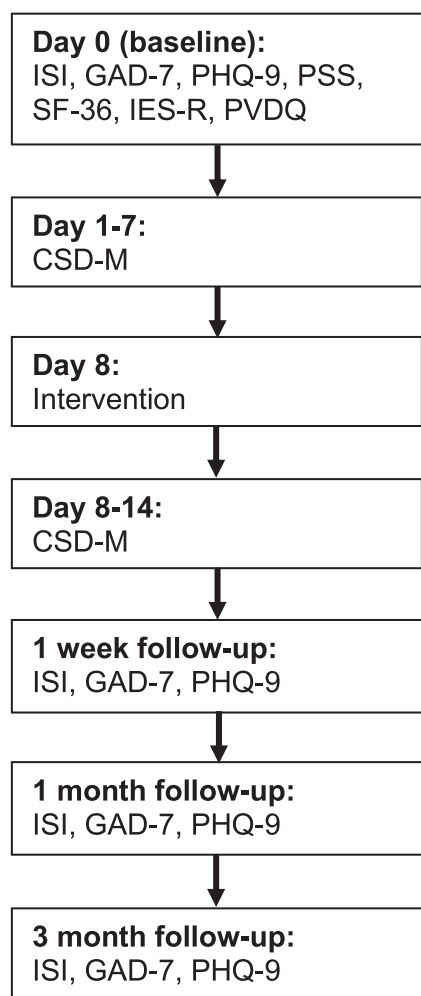 Day 0 (baseline):
ISI, GAD-7, PHQ-9, PSS,
SF-36, IES-R, PVDQ
Day 1-7:
CSD-M
Day 8:
Intervention
Day 8-14:
CSD-M
1 week follow-up:
ISI, GAD-7, PHQ-9
1 month follow-up:
ISI, GAD-7, PHQ-9
3 month follow-up:
ISI, GAD-7, PHQ-9